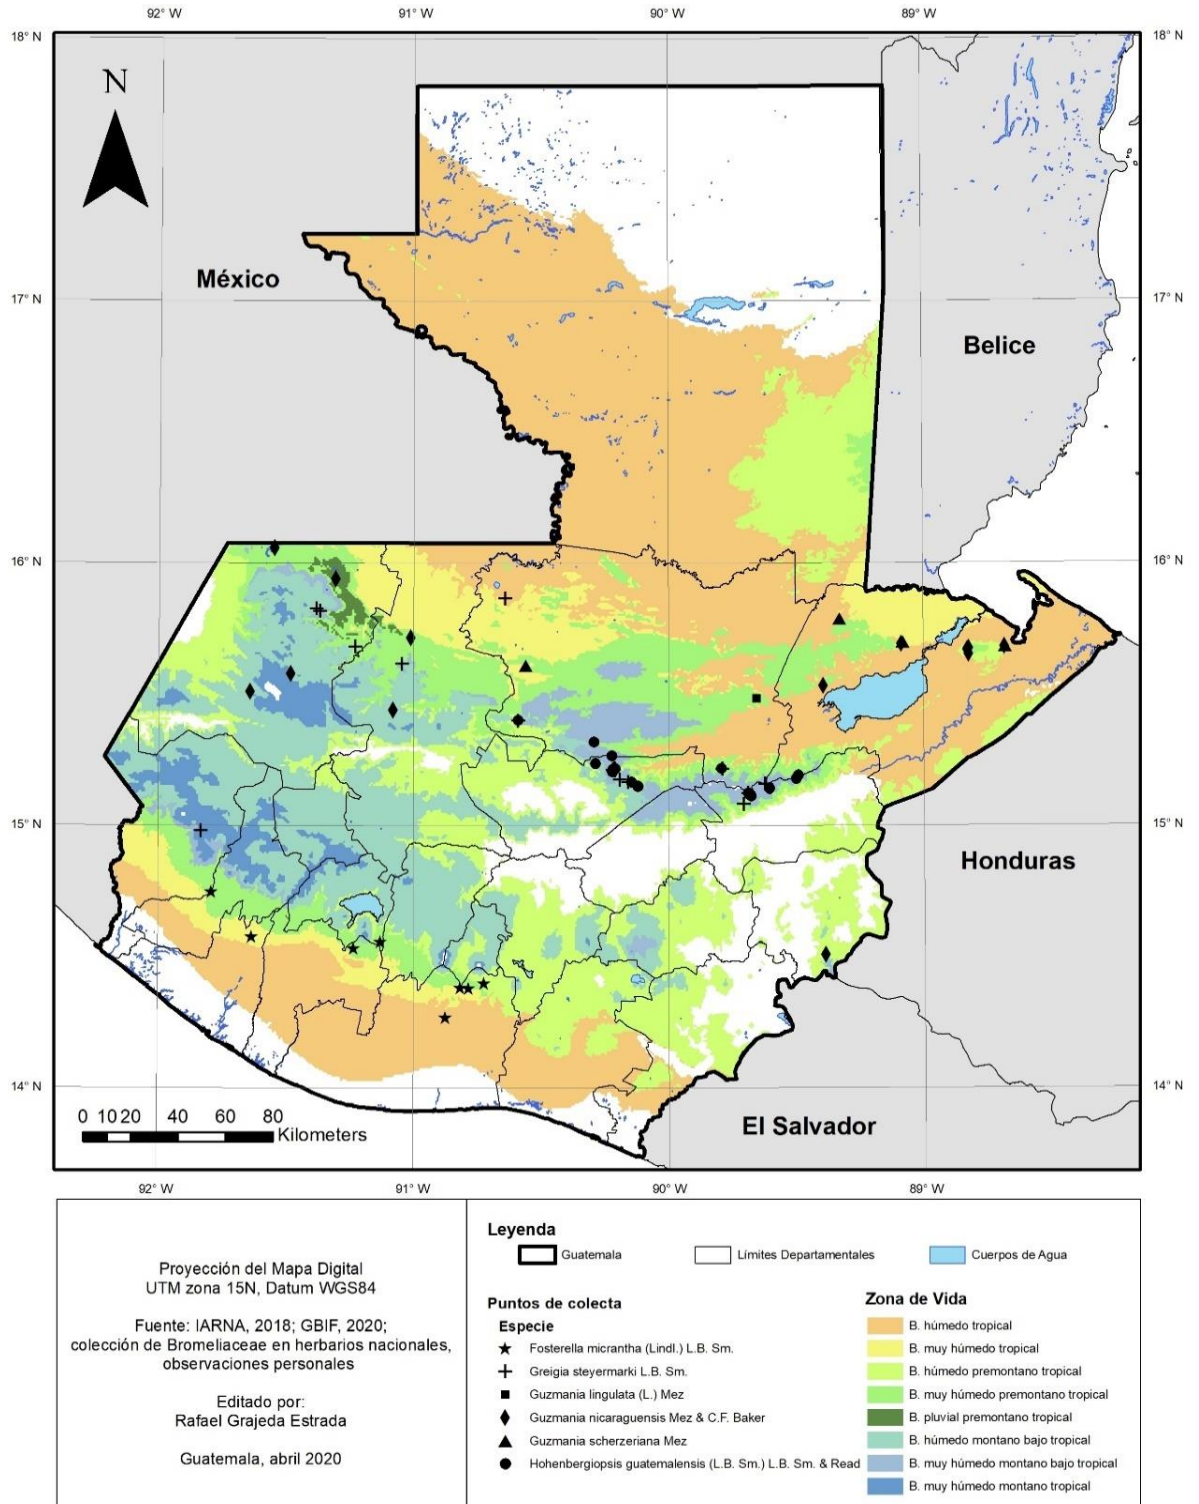 92° W 91° W 90° W 89° W
18° N 18° N
N
México
17° N 17° N
Belice
16° N 16° N
15° N 15° N
Honduras
14° N 14° N
0 10 20 40 60 80
Kilometers
El Salvador
92° W 91° W 90° W 89° W
Proyección del Mapa Digital
UTM zona 15N, Datum WGS84
Fuente: IARNA, 2018; GBIF, 2020;
colección de Bromeliaceae en herbarios nacionales,
observaciones personales
Editado por:
Rafael Grajeda Estrada
Guatemala, abril 2020
Leyenda
Guatemala Límites Departamentales Cuerpos de Agua
Puntos de colecta
Especie
Fosterella micrantha (Lindl.) L.B. Sm.
Greigia steyermarki L.B. Sm.
Guzmania lingulata (L.) Mez
Guzmania nicaraguensis Mez & C.F. Baker
Guzmania scherzeriana Mez
Hohenbergiopsis guatemalensis (L.B. Sm.) L.B. Sm. & Read
Zona de Vida
B. húmedo tropical
B. muy húmedo tropical
B. húmedo premontano tropical
B. muy húmedo premontano tropical
B. pluvial premontano tropical
B. húmedo montano bajo tropical
B. muy húmedo montano bajo tropical
B. muy húmedo montano tropical